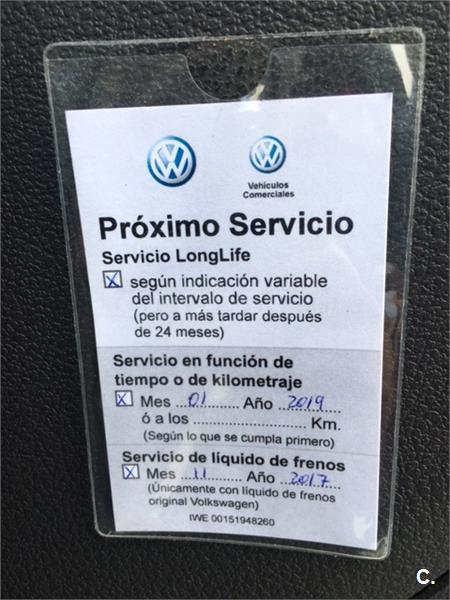 Vehículos
Comerciales
Próximo Servicio
Servicio LongLife
según indicación variable
del intervalo de servicio
(pero a más tardar después
de 24 meses)
Servicio en función de
tiempo o de kilometraje
Mes ..01........... Año ..2019....
ó a los ............................ Km.
(Según lo que se cumpla primero)
Servicio de líquido de frenos
Mes ...11.......... Año ..2017...
(Únicamente con líquido de frenos
original Volkswagen)
IWE 00151948260
C.